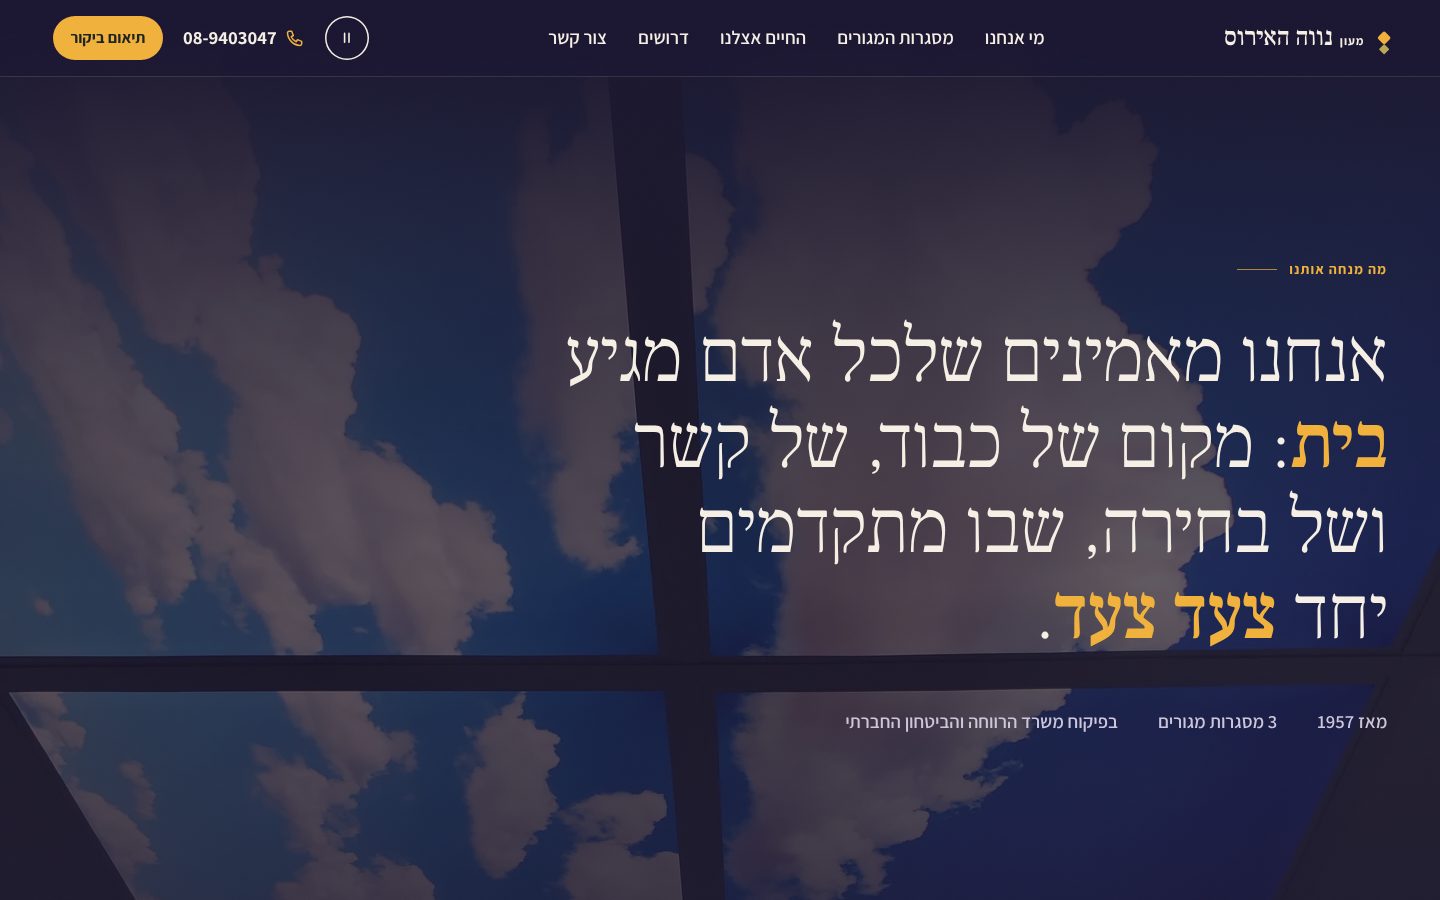 מעון נווה האירוס
מי אנחנו
מסגרות המגורים
החיים אצלנו
דרושים
צור קשר
08-9403047
תיאום ביקור
מה מנחה אותנו
אנחנו מאמינים שלכל אדם מגיע
בית: מקום של כבוד, של קשר
ושל בחירה, שבו מתקדמים
יחד צעד צעד.
מאז 1957
3 מסגרות מגורים
בפיקוח משרד הרווחה והביטחון החברתי